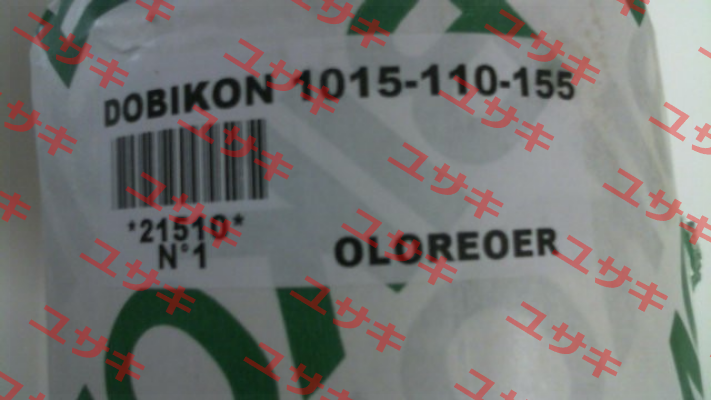 DOBIKON 1015-110-155
*21510*
N°1
OLOREOER
ユサキ